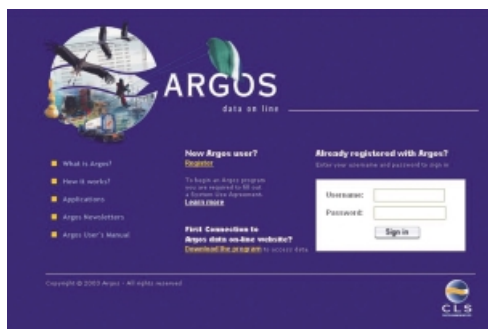 ARGOS
data on line
What is Argos?
How it works?
Applications
Argos Newsletters
Argos User's Manual
New Argos user?
Register
To begin an Argos program
you are required to fill out
a System Use Agreement.
Learn more
First Connection to
Argos data on-line website?
Download the program to access data
Already registered with Argos?
Enter your username and password to sign in
Username:
Password:
Sign in
Copyright © 2003 Argos - All rights reserved
CLS